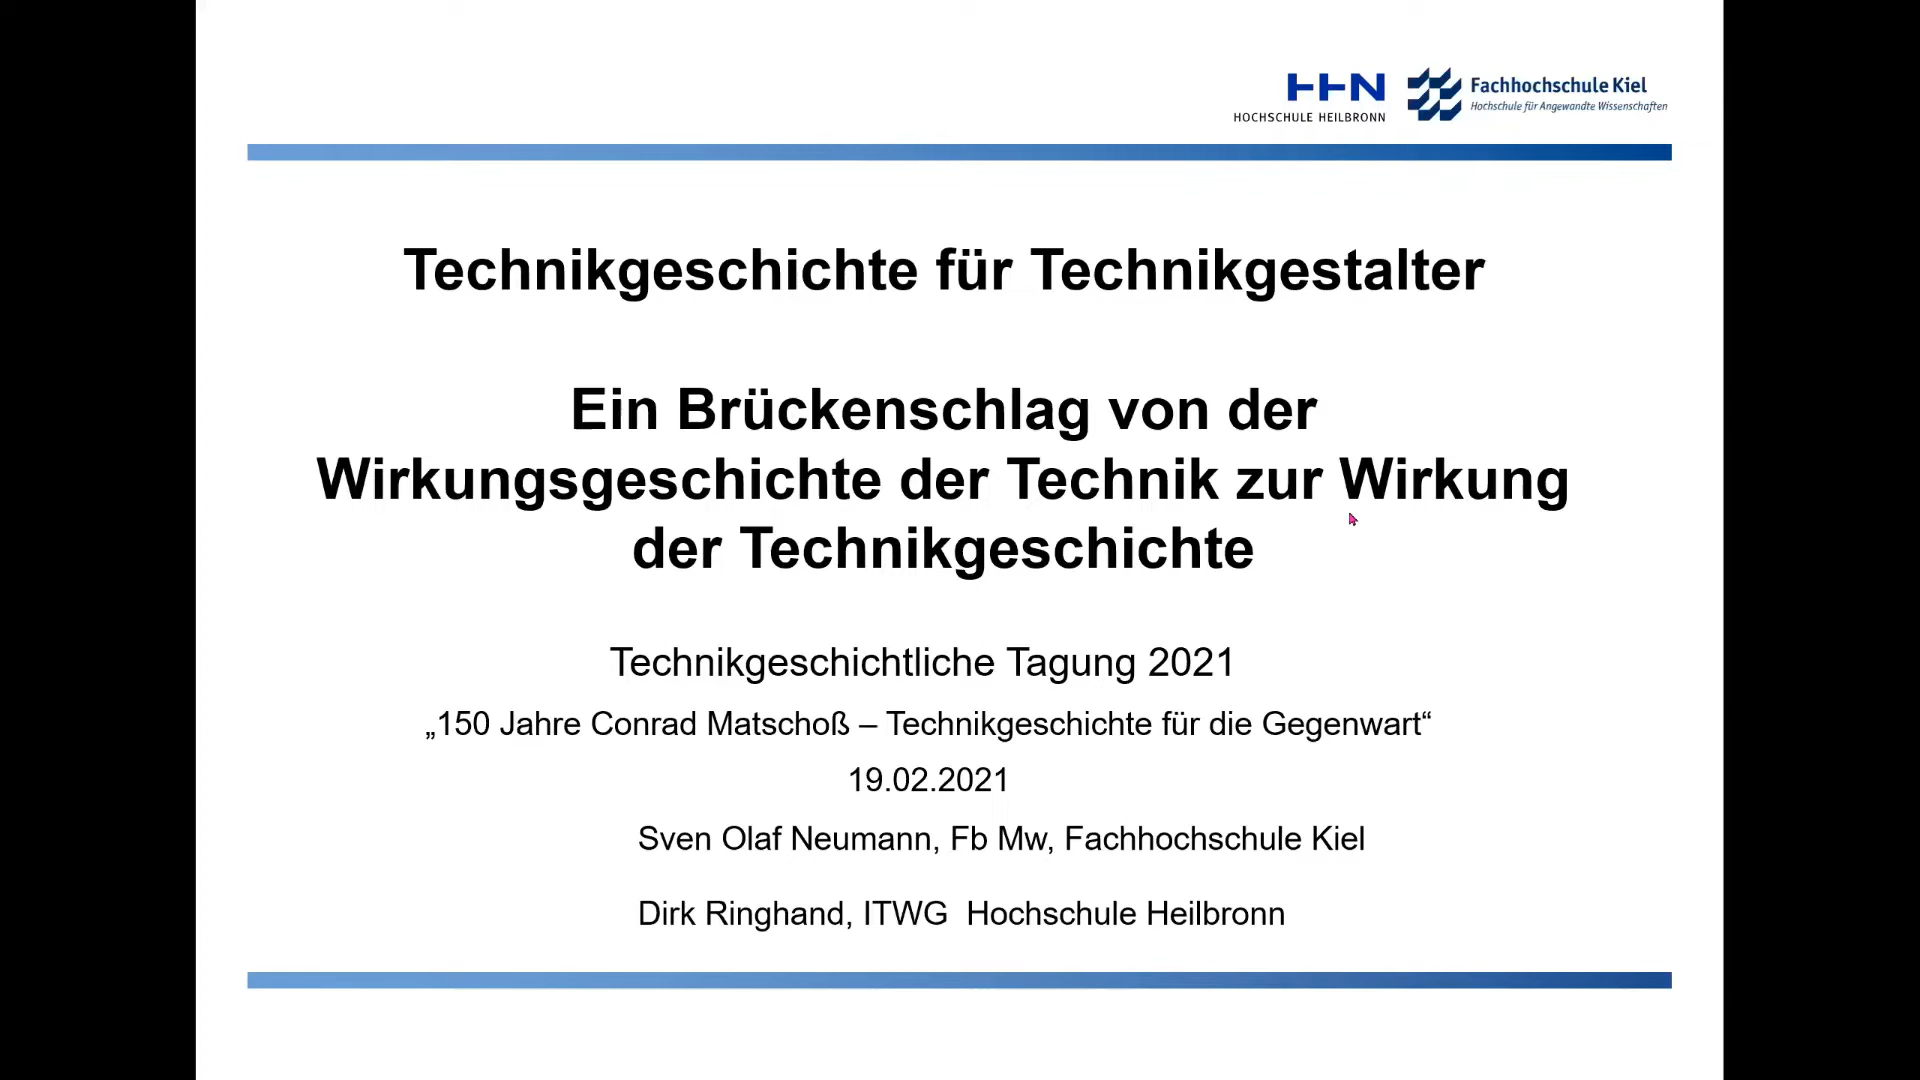 HHN
HOCHSCHULE HEILBRONN
Fachhochschule Kiel
Hochschule für Angewandte Wissenschaften
Technikgeschichte für Technikgestalter
Ein Brückenschlag von der
Wirkungsgeschichte der Technik zur Wirkung
der Technikgeschichte
Technikgeschichtliche Tagung 2021
„150 Jahre Conrad Matschoß – Technikgeschichte für die Gegenwart“
19.02.2021
Sven Olaf Neumann, Fb Mw, Fachhochschule Kiel
Dirk Ringhand, ITWG  Hochschule Heilbronn